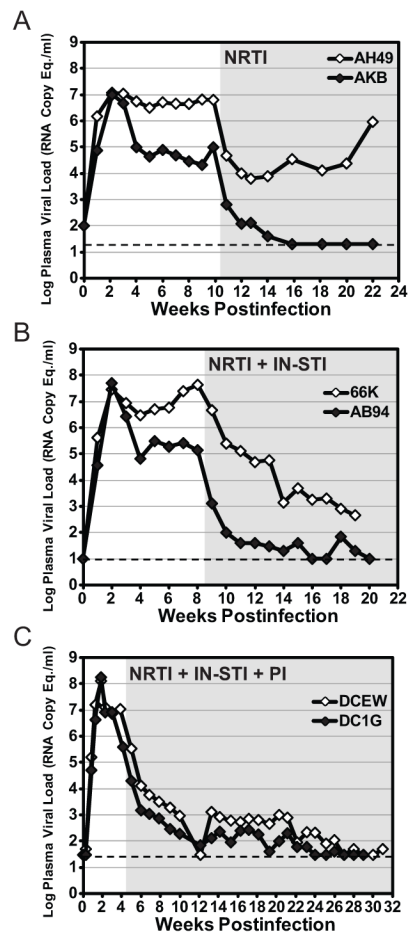 A
NRTI
AH49
AKB
Log Plasma Viral Load (RNA Copy Eq./ml)
9
8
7
6
5
4
3
2
1
0
0 2 4 6 8 10 12 14 16 18 20 22 24
Weeks Postinfection
B
NRTI + IN-STI
66K
AB94
Log Plasma Viral Load (RNA Copy Eq./ml)
9
8
7
6
5
4
3
2
1
0
0 2 4 6 8 10 12 14 16 18 20 22
Weeks Postinfection
C
NRTI + IN-STI + PI
DCEW
DC1G
Log Plasma Viral Load (RNA Copy Eq./ml)
9
8
7
6
5
4
3
2
1
0
0 2 4 6 8 10 12 14 16 18 20 22 24 26 28 30 32
Weeks Postinfection